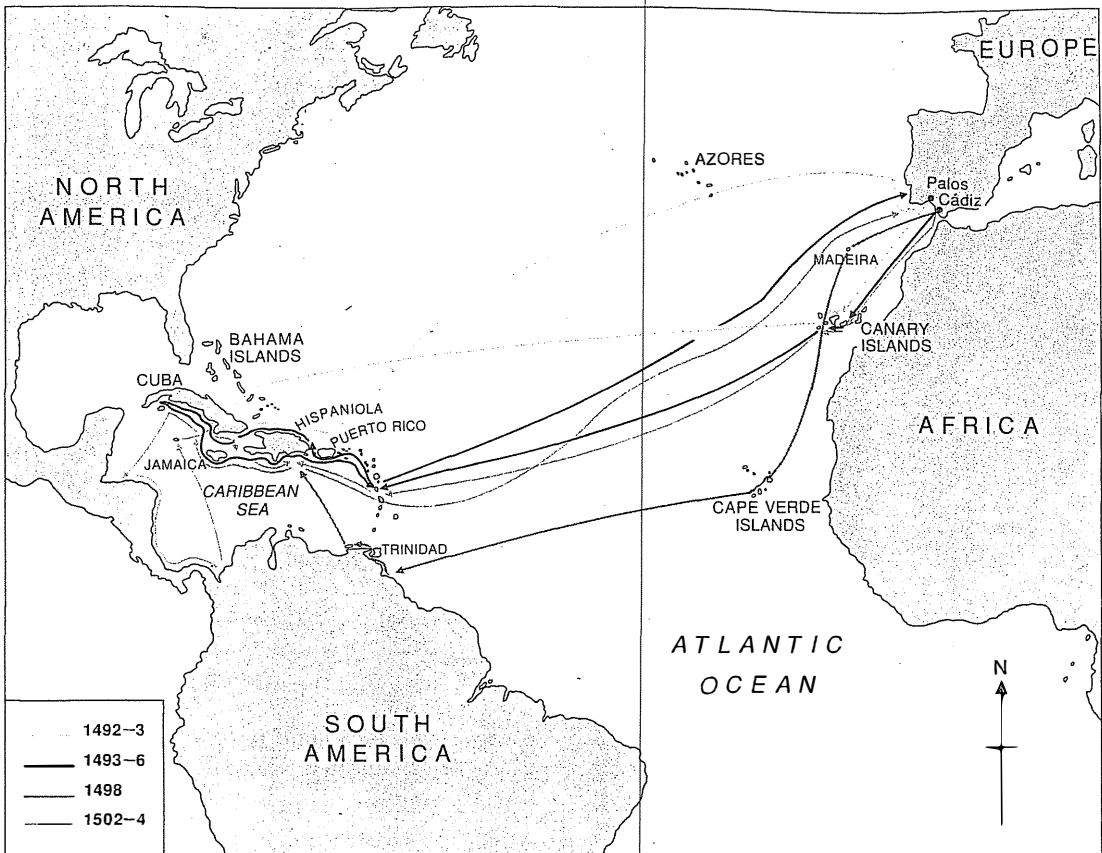 EUROPE
AZORES
NORTH
AMERICA
Palos
Cádiz
MADEIRA
BAHAMA
ISLANDS
CANARY
ISLANDS
CUBA
HISPANIOLA
PUERTO RICO
AFRICA
JAMAICA
CARIBBEAN
SEA
CAPE VERDE
ISLANDS
TRINIDAD
ATLANTIC
OCEAN
N
SOUTH
AMERICA
1492–3
1493–6
1498
1502–4